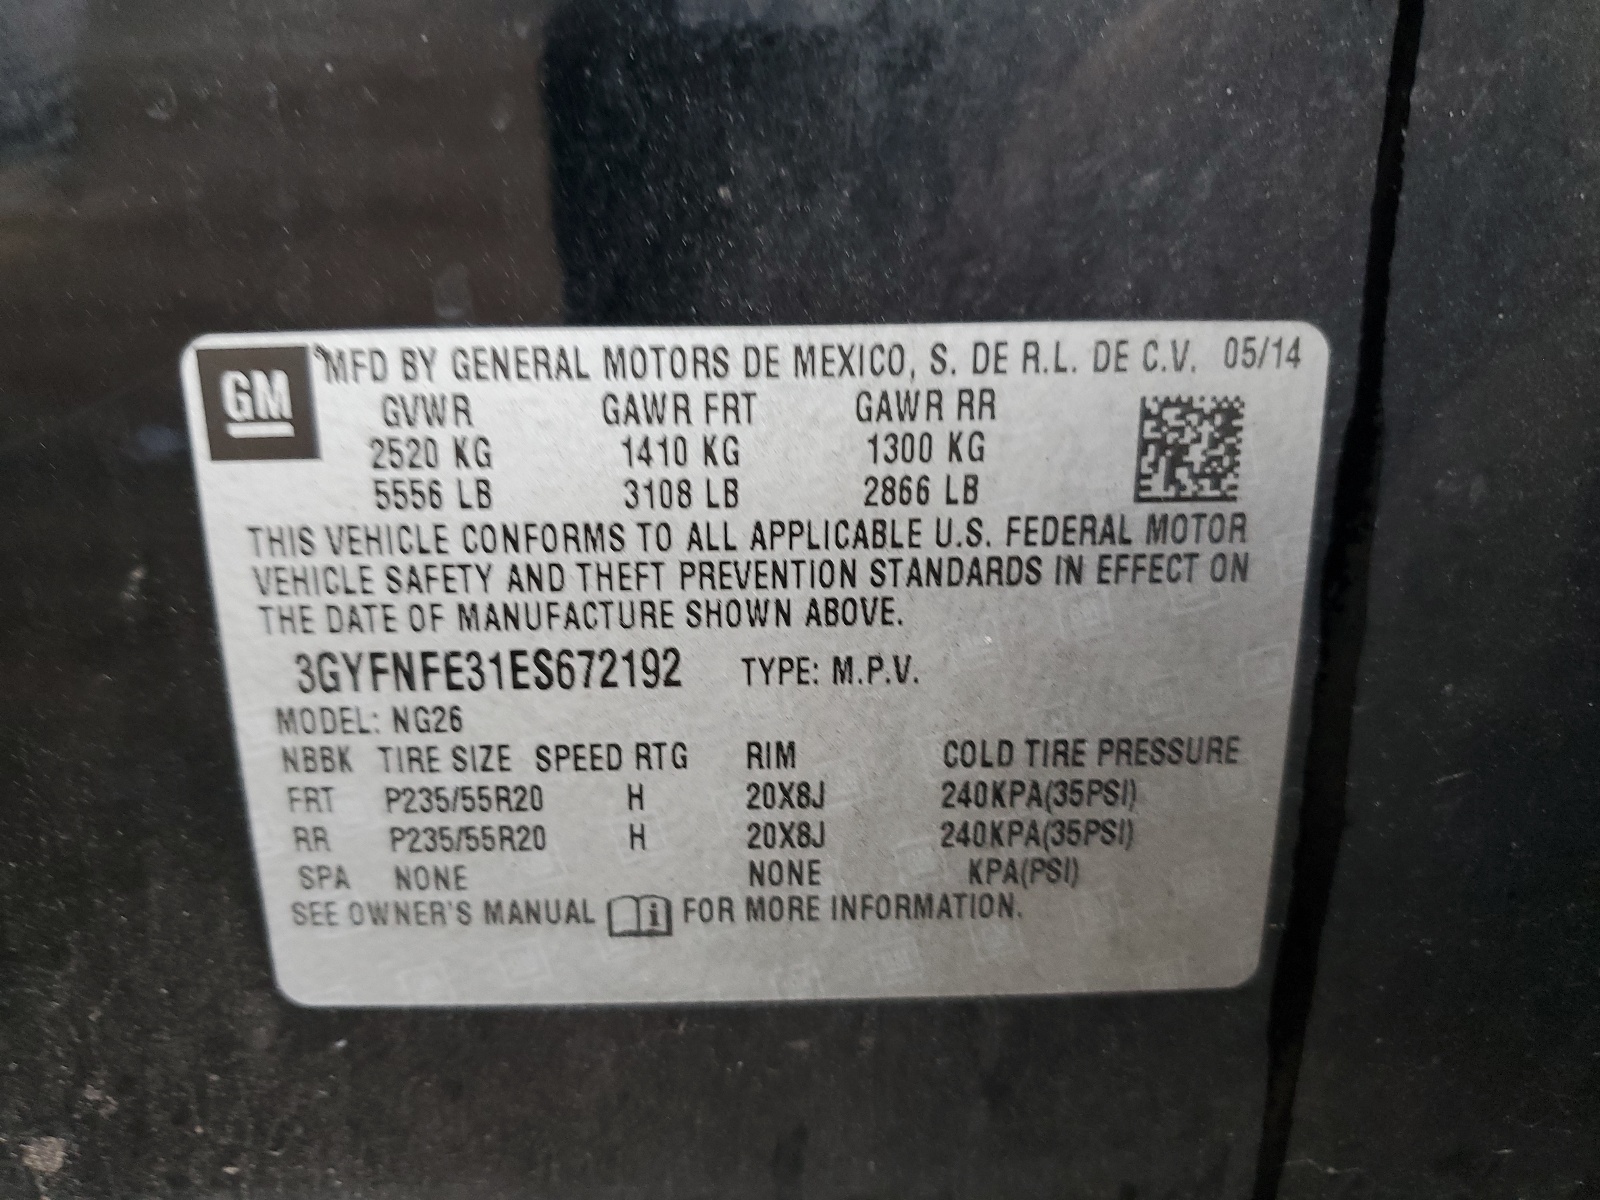 GM MFD BY GENERAL MOTORS DE MEXICO, S. DE R.L. DE C.V. 05/14
GVWR GAWR FRT GAWR RR
2520 KG 1410 KG 1300 KG
5556 LB 3108 LB 2866 LB
THIS VEHICLE CONFORMS TO ALL APPLICABLE U.S. FEDERAL MOTOR
VEHICLE SAFETY AND THEFT PREVENTION STANDARDS IN EFFECT ON
THE DATE OF MANUFACTURE SHOWN ABOVE.
3GYFNFE31ES672192 TYPE: M.P.V.
MODEL: NG26
NBBK TIRE SIZE SPEED RTG RIM COLD TIRE PRESSURE
FRT P235/55R20 H 20X8J 240KPA(35PSI)
RR P235/55R20 H 20X8J 240KPA(35PSI)
SPA NONE NONE KPA(PSI)
SEE OWNER'S MANUAL i FOR MORE INFORMATION.